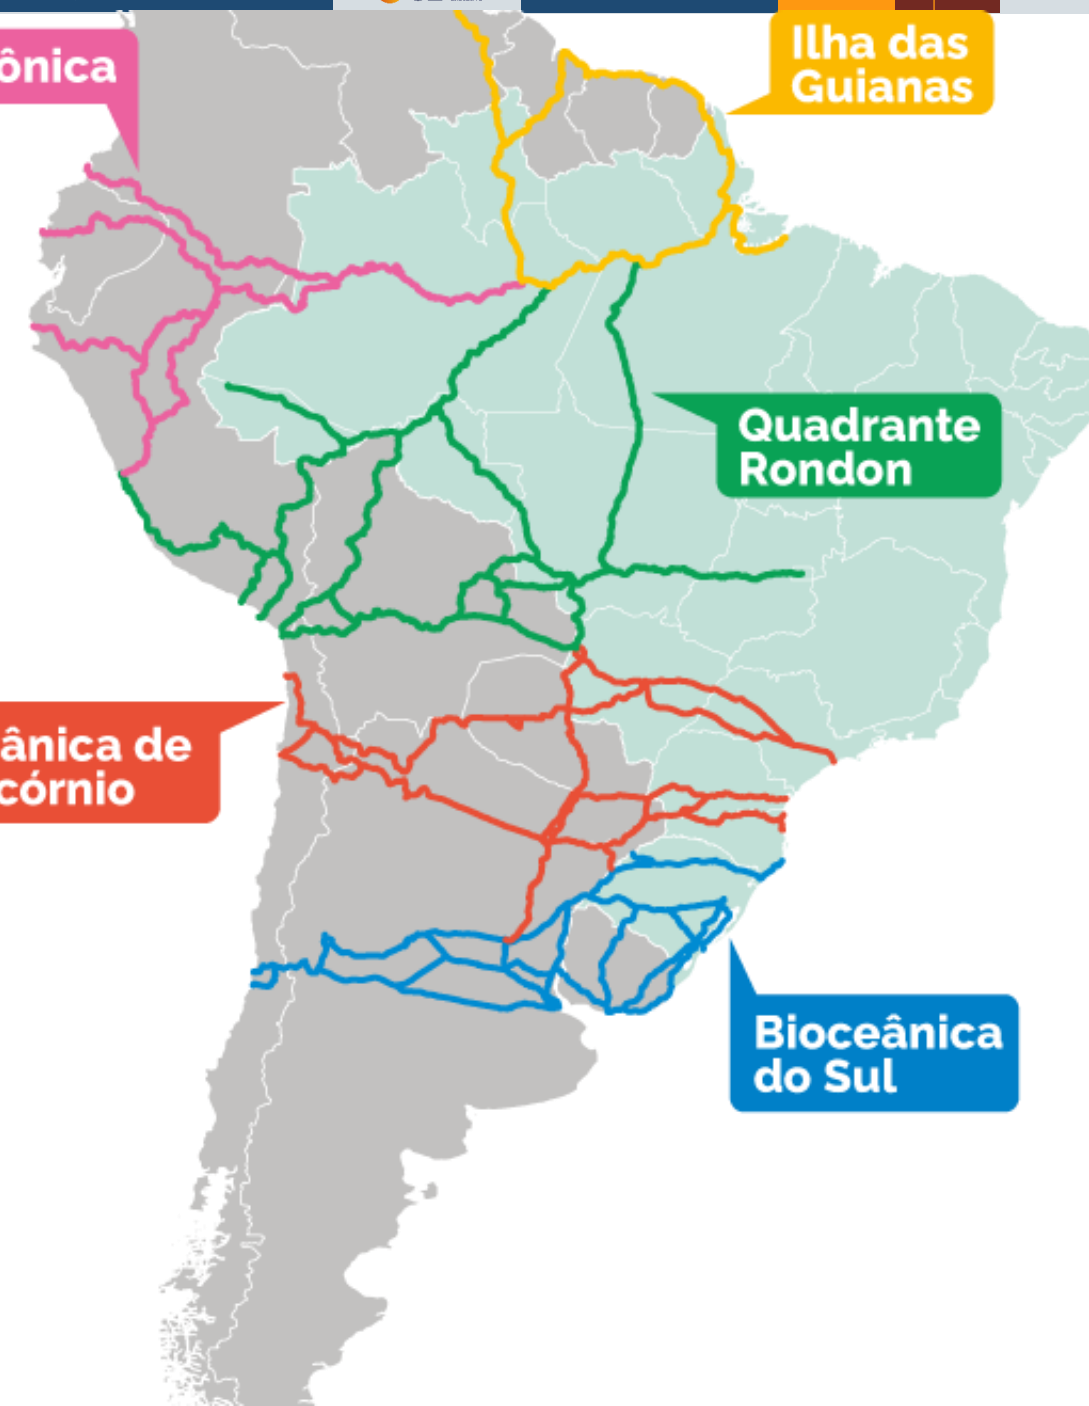 ônica
Ilha das
Guianas
Quadrante
Rondon
ânica de
córnio
Bioceânica
do Sul